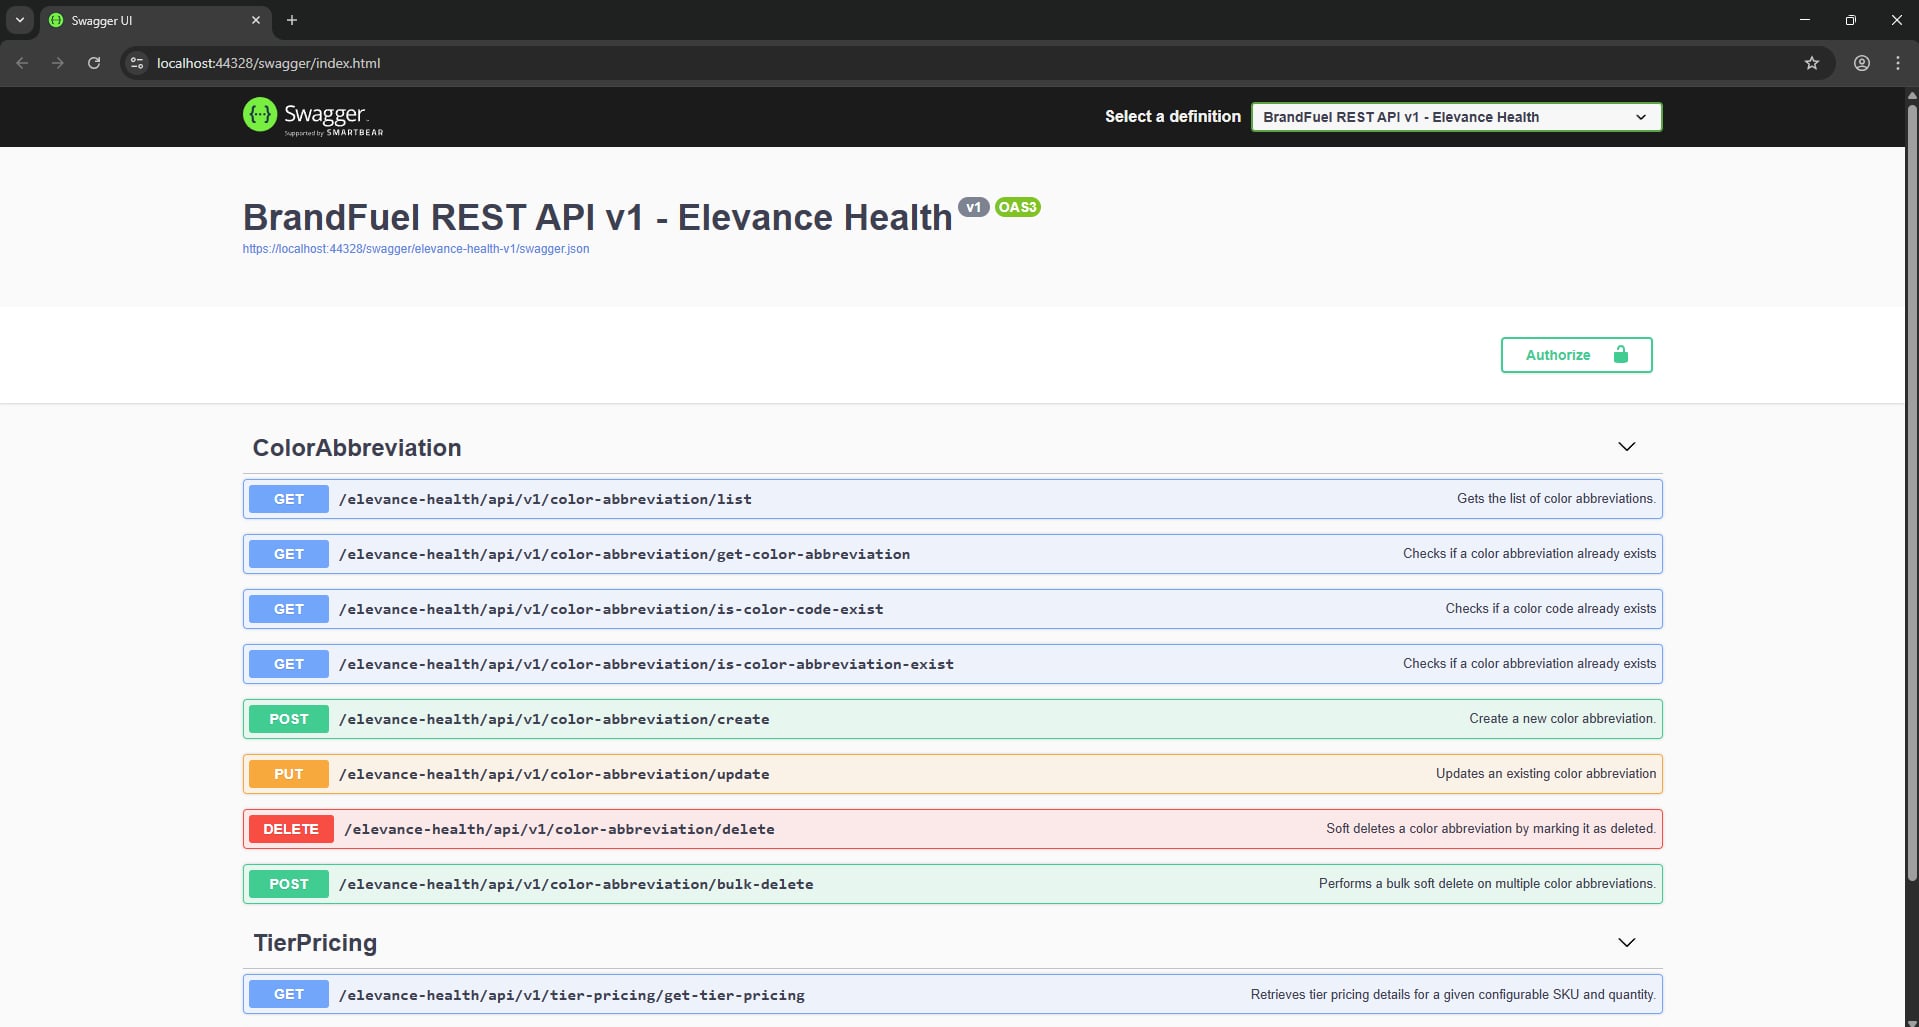 Swagger UI
localhost:44328/swagger/index.html
Swagger.
Supported by SMARTBEAR
Select a definition
BrandFuel REST API v1 - Elevance Health
BrandFuel REST API v1 - Elevance Health v1 OAS3
https://localhost:44328/swagger/elevance-health-v1/swagger.json
Authorize
ColorAbbreviation
GET /elevance-health/api/v1/color-abbreviation/list Gets the list of color abbreviations.
GET /elevance-health/api/v1/color-abbreviation/get-color-abbreviation Checks if a color abbreviation already exists
GET /elevance-health/api/v1/color-abbreviation/is-color-code-exist Checks if a color code already exists
GET /elevance-health/api/v1/color-abbreviation/is-color-abbreviation-exist Checks if a color abbreviation already exists
POST /elevance-health/api/v1/color-abbreviation/create Create a new color abbreviation.
PUT /elevance-health/api/v1/color-abbreviation/update Updates an existing color abbreviation
DELETE /elevance-health/api/v1/color-abbreviation/delete Soft deletes a color abbreviation by marking it as deleted.
POST /elevance-health/api/v1/color-abbreviation/bulk-delete Performs a bulk soft delete on multiple color abbreviations.
TierPricing
GET /elevance-health/api/v1/tier-pricing/get-tier-pricing Retrieves tier pricing details for a given configurable SKU and quantity.